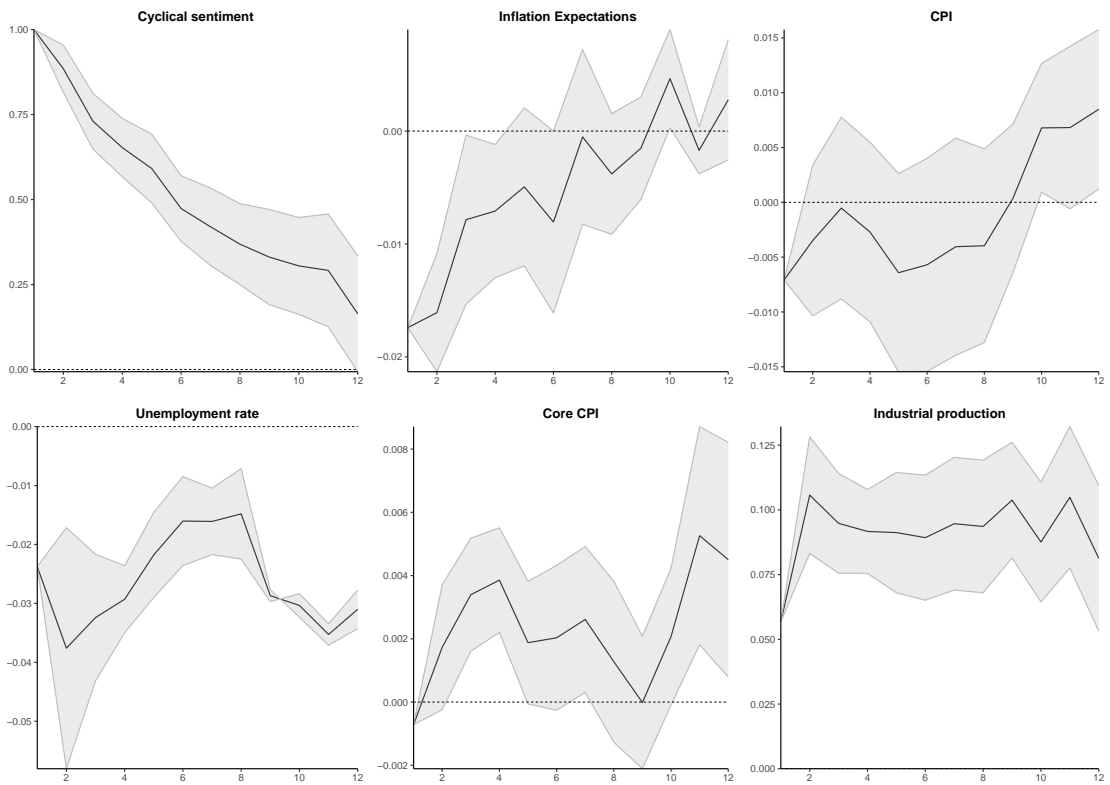 Cyclical sentiment
1.00
0.75
0.50
0.25
0.00
2 4 6 8 10 12
Inflation Expectations
0.00
−0.01
−0.02
2 4 6 8 10 12
CPI
0.015
0.010
0.005
0.000
−0.005
−0.010
−0.015
2 4 6 8 10 12
Unemployment rate
0.00
−0.01
−0.02
−0.03
−0.04
−0.05
2 4 6 8 10 12
Core CPI
0.008
0.006
0.004
0.002
0.000
−0.002
2 4 6 8 10 12
Industrial production
0.125
0.100
0.075
0.050
0.025
0.000
2 4 6 8 10 12